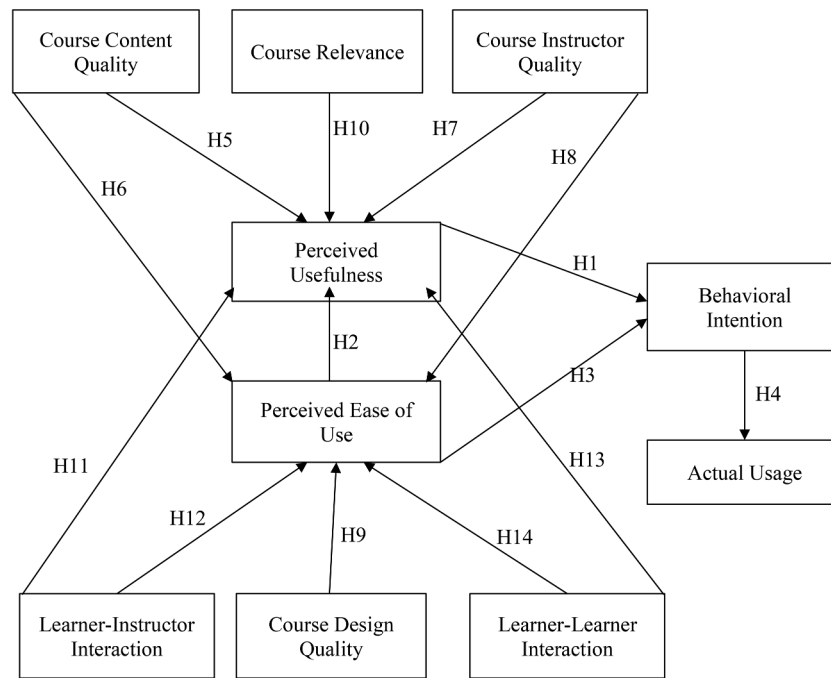 Course Content
Quality
Course Relevance
Course Instructor
Quality
H5
H10
H7
H6
H8
Perceived
Usefulness
H1
Behavioral
Intention
H2
H3
H4
Perceived Ease of
Use
H11
H13
Actual Usage
H12
H9
H14
Learner-Instructor
Interaction
Course Design
Quality
Learner-Learner
Interaction